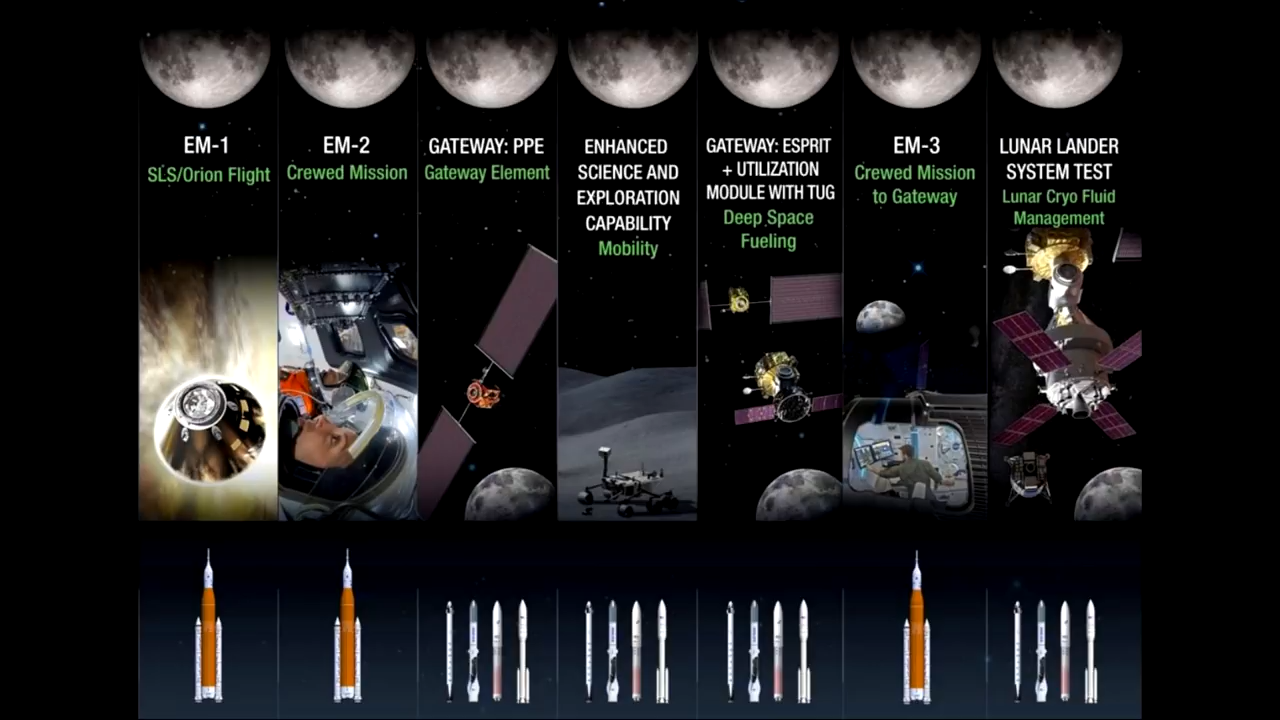 EM-1
SLS/Orion Flight
EM-2
Crewed Mission
GATEWAY: PPE
Gateway Element
ENHANCED
SCIENCE AND
EXPLORATION
CAPABILITY
Mobility
GATEWAY: ESPRIT
+ UTILIZATION
MODULE WITH TUG
Deep Space
Fueling
EM-3
Crewed Mission
to Gateway
LUNAR LANDER
SYSTEM TEST
Lunar Cryo Fluid
Management